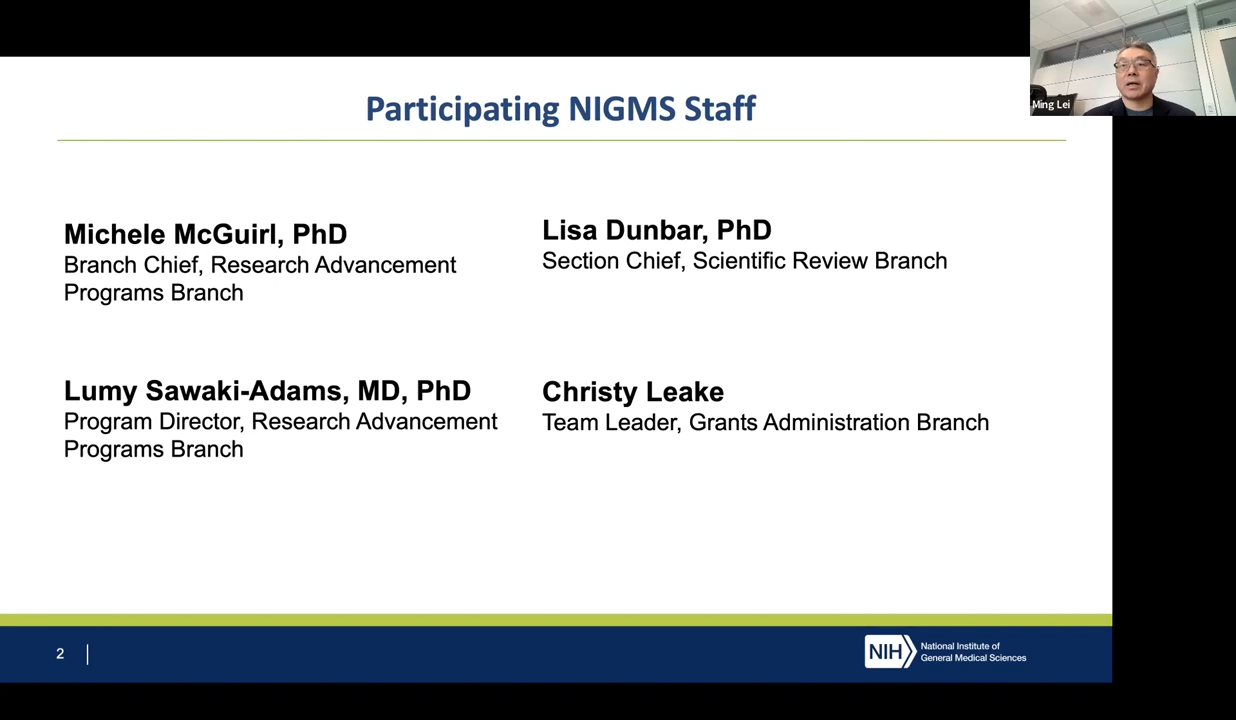 Participating NIGMS Staff
Ming Lei
Michele McGuirl, PhD
Branch Chief, Research Advancement
Programs Branch
Lisa Dunbar, PhD
Section Chief, Scientific Review Branch
Lumy Sawaki-Adams, MD, PhD
Program Director, Research Advancement
Programs Branch
Christy Leake
Team Leader, Grants Administration Branch
2
NIH
National Institute of
General Medical Sciences